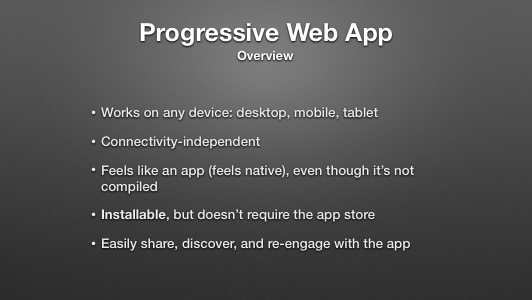 Progressive Web App
Overview
• Works on any device: desktop, mobile, tablet
• Connectivity-independent
• Feels like an app (feels native), even though it’s not
compiled
• Installable, but doesn’t require the app store
• Easily share, discover, and re-engage with the app